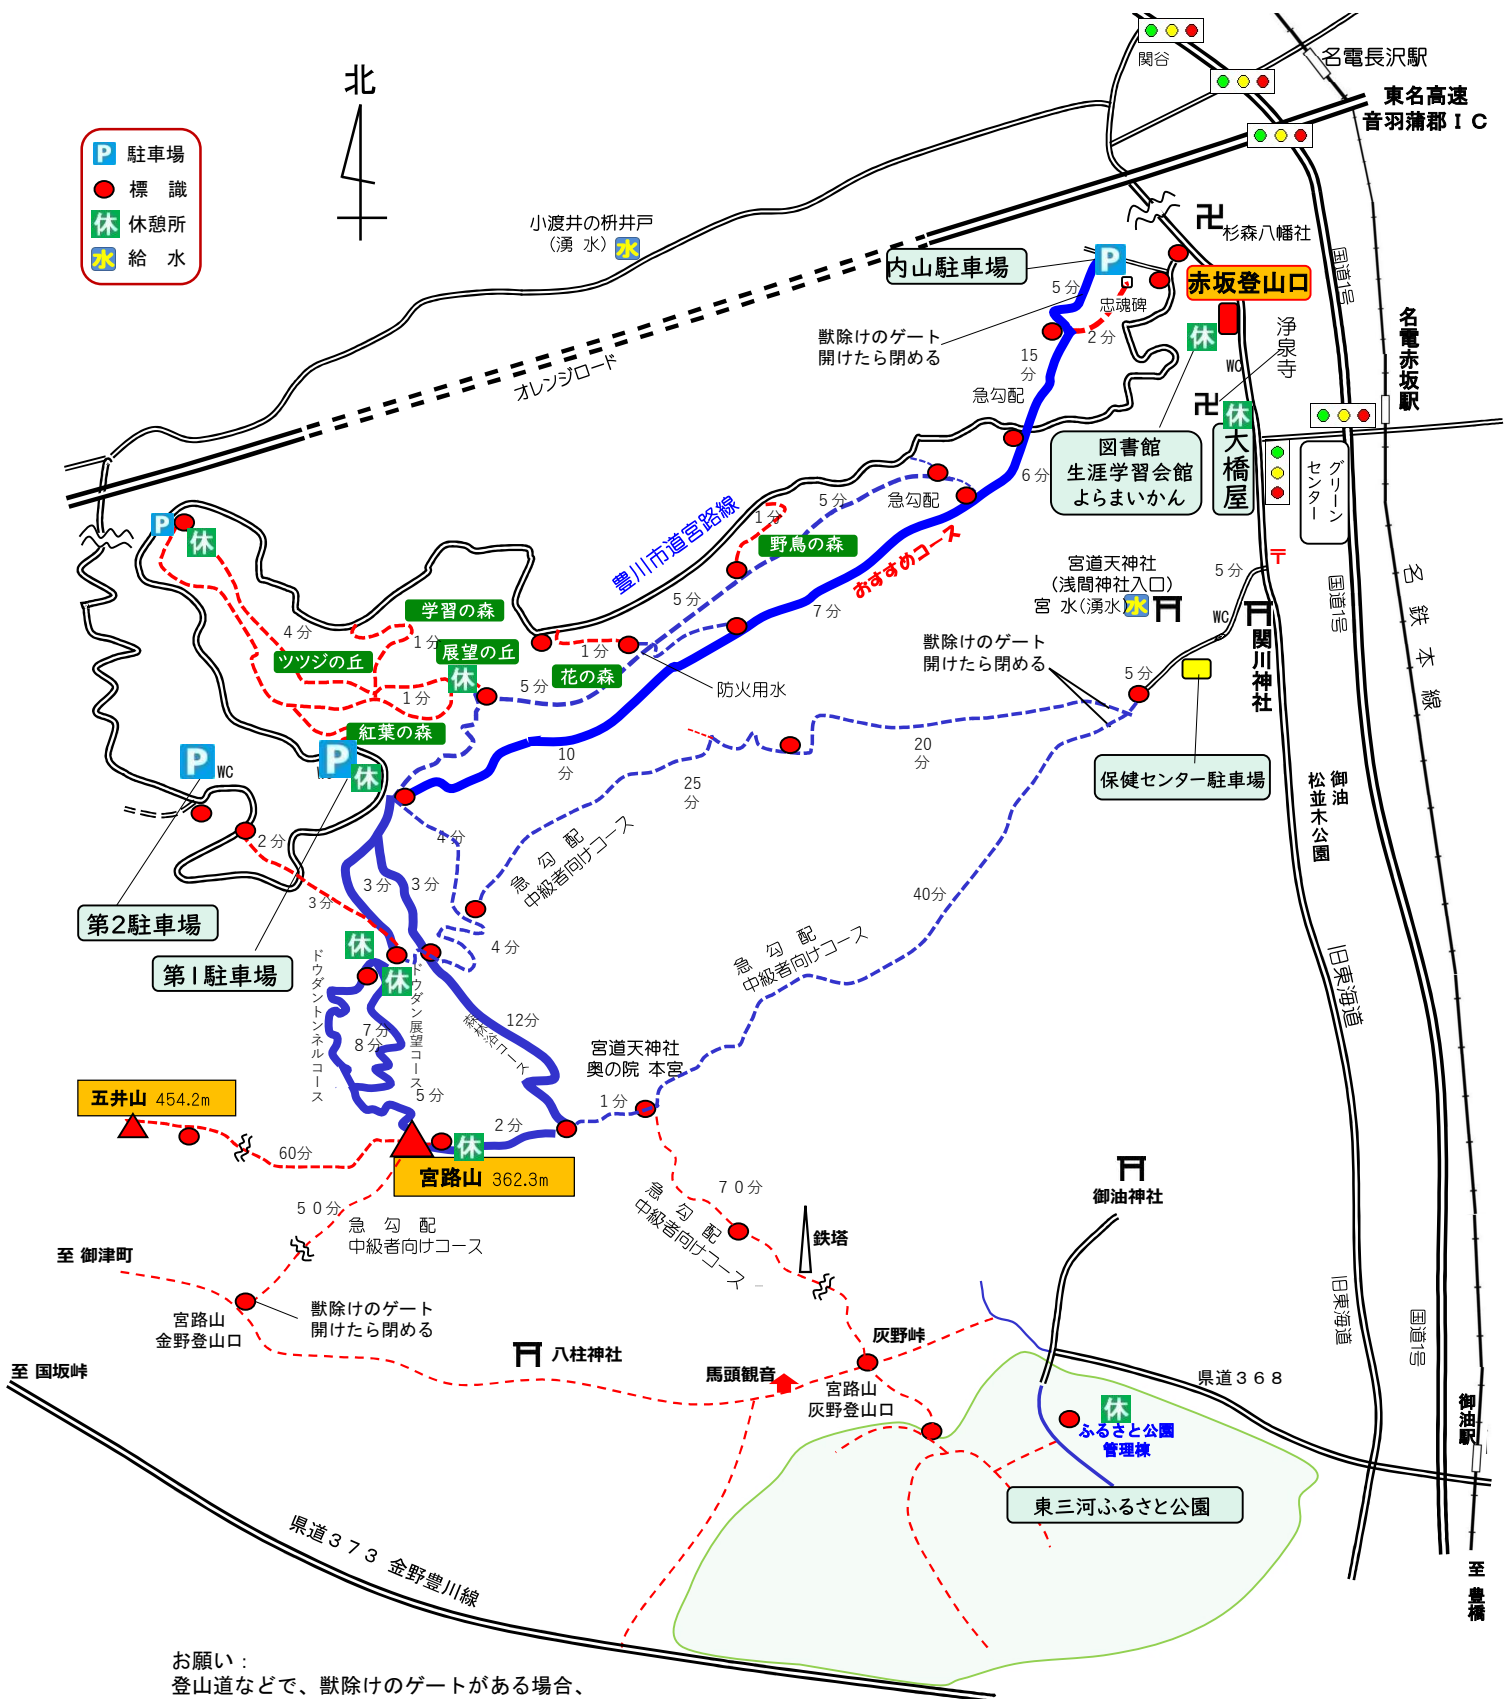 北
関谷
名電長沢駅
東名高速
音羽蒲郡ＩＣ
P 駐車場
標 識
休 休憩所
水 給 水
小渡井の枡井戸
（湧 水）
水
杉森八幡社
内山駐車場
P
赤坂登山口
国道1号
5分
忠魂碑
獣除けのゲート
開けたら閉める
2分
休
浄泉寺
WC
名電赤坂駅
15分
急勾配
オレンジロード
休
大橋屋
図書館
生涯学習会館
よらまいかん
グリーンセンター
6分
急勾配
5分
1分
野鳥の森
豊川市道宮路線
おすすめコース
P
休
宮道天神社
（浅間神社入口）
宮 水（湧水）
水
5分
〒
WC
関川神社
国道1号
名鉄本線
学習の森
4分
1分
ツツジの丘
展望の丘
休
1分
花の森
5分
5分
7分
防火用水
1分
紅葉の森
獣除けのゲート
開けたら閉める
5分
保健センター駐車場
P
WC
P
休
10分
20分
25分
御油
松並木公園
2分
4分
急 勾 配
中級者向けコース
3分
3分
3分
40分
第2駐車場
第1駐車場
休
休
4分
急 勾 配
中級者向けコース
旧東海道
ドウダントンネルコース
ドウダン展望コース
7分
8分
森林浴コース
12分
宮道天神社
奥の院 本宮
5分
1分
2分
五井山 454.2m
60分
休
宮路山 362.3m
５０分
急 勾 配
中級者向けコース
７０分
急 勾 配
中級者向けコース
鉄塔
御油神社
至 御津町
宮路山
金野登山口
獣除けのゲート
開けたら閉める
八柱神社
馬頭観音
灰野峠
宮路山
灰野登山口
旧東海道
国道1号
県道３６８
至 国坂峠
休
ふるさと公園
管理棟
御油駅
東三河ふるさと公園
県道３７３ 金野豊川線
至 豊橋
お願い：
登山道などで、獣除けのゲートがある場合、